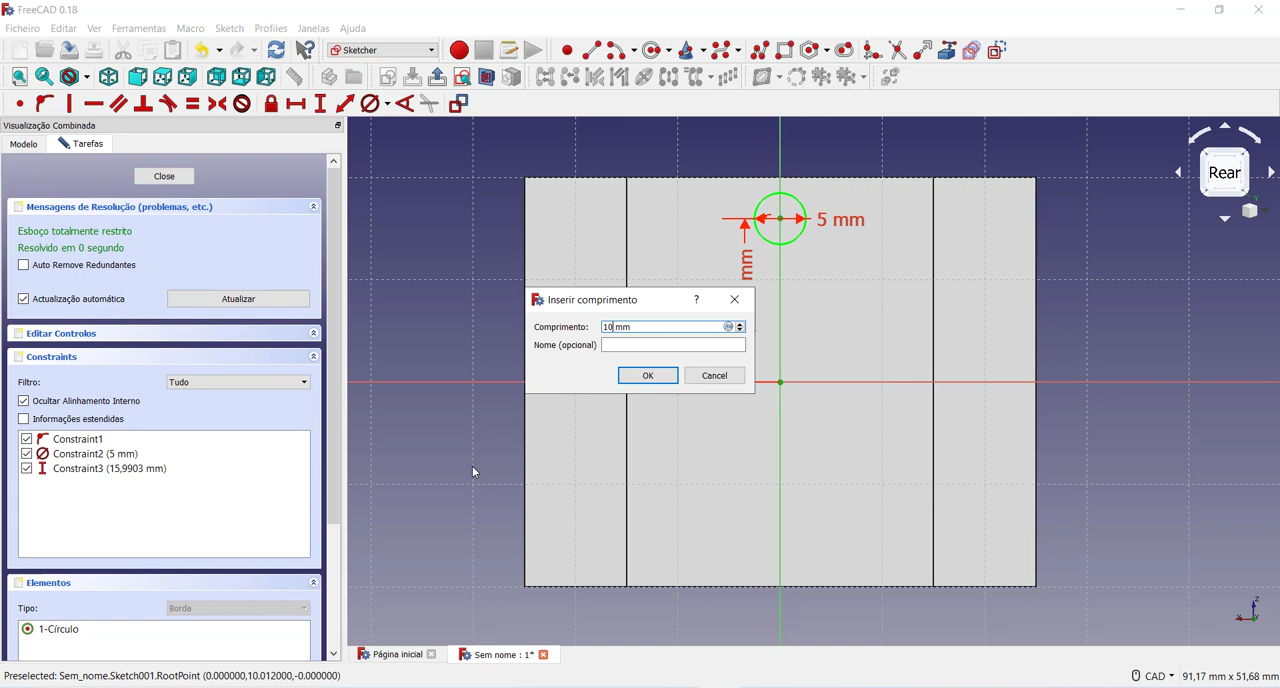 FreeCAD 0.18
Ficheiro Editar Ver Ferramentas Macro Sketch Profiles Janelas Ajuda
Sketcher
Visualização Combinada
Modelo Tarefas
Close
Mensagens de Resolução (problemas, etc.)
Esboço totalmente restrito
Resolvido em 0 segundo
Auto Remove Redundantes
Actualização automática Atualizar
Editar Controlos
Constraints
Filtro: Tudo
Ocultar Alinhamento Interno
Informações estendidas
Constraint1
Constraint2 (5 mm)
Constraint3 (15,9903 mm)
Elementos
Tipo: Borda
1-Círculo
5 mm
mm
Inserir comprimento ?
Comprimento: 10 mm
Nome (opcional)
OK Cancel
Rear
Y
Z
Página inicial Sem nome : 1*
Preselected: Sem_nome.Sketch001.RootPoint (0.000000,10.012000,-0.000000)
CAD 91,17 mm x 51,68 mm